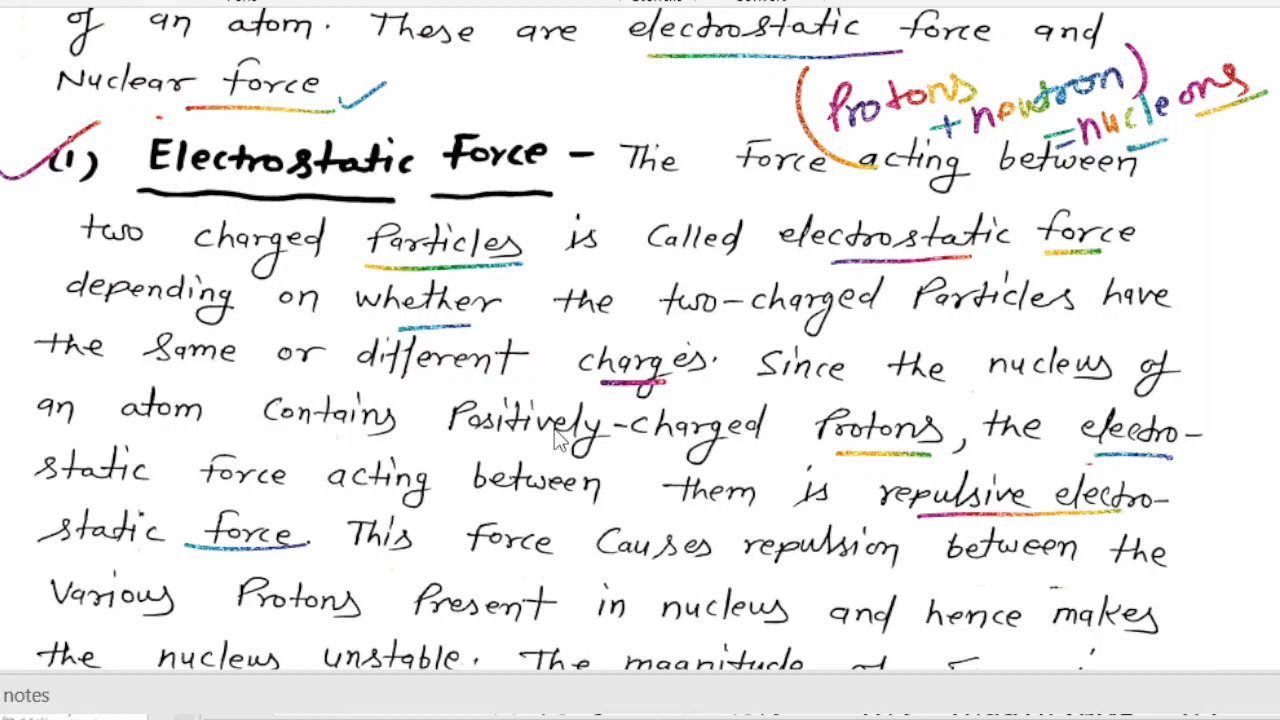 of an atom. These are electrostatic force and
Nuclear force
(Protons
+ neutron)
= nucleons
(1) Electrostatic Force - The Force acting between
two charged Particles is called electrostatic force
depending on whether the two-charged Particles have
the same or different charges. Since the nucleus of
an atom contains Positively-charged Protons, the electro-
static force acting between them is repulsive electro-
static force. This force causes repulsion between the
Various Protons Present in nucleus and hence makes
the nucleus unstable. The magnitude of
notes